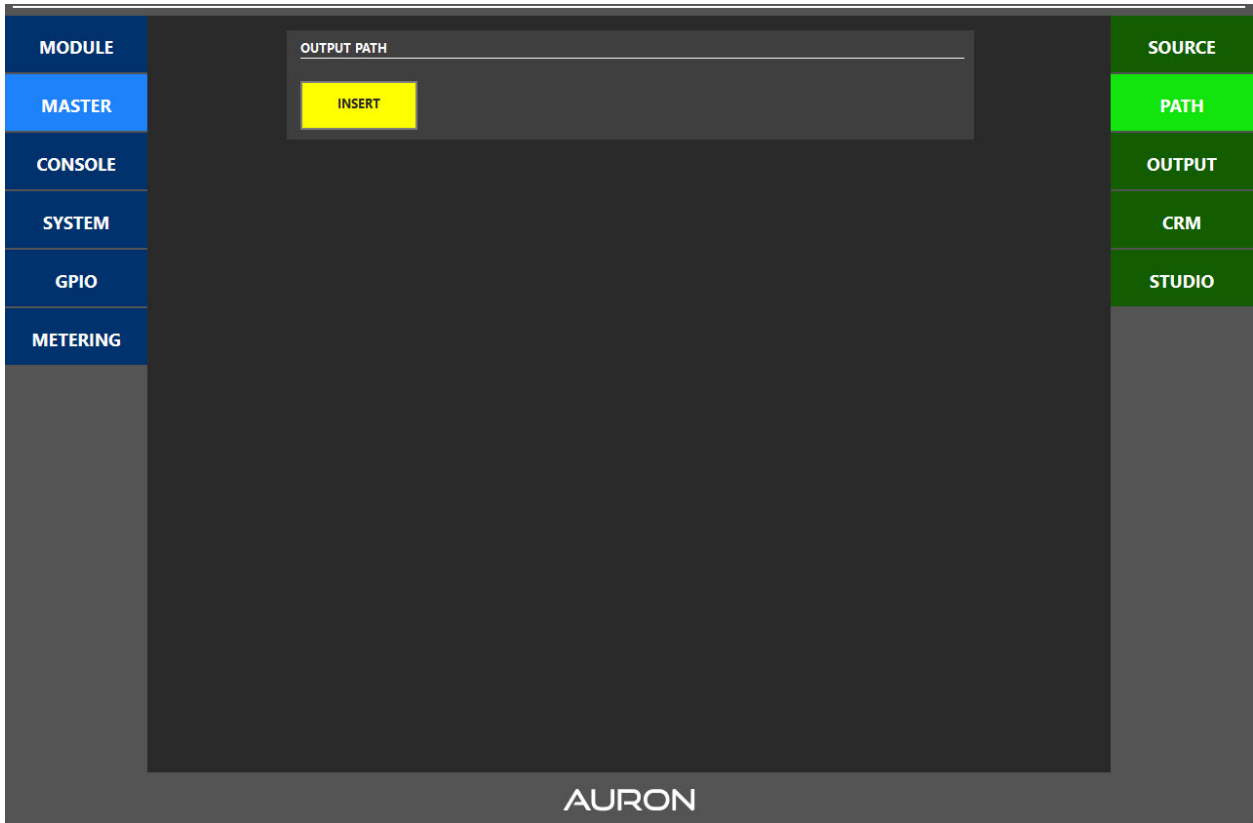 MODULE
MASTER
CONSOLE
SYSTEM
GPIO
METERING
OUTPUT PATH
INSERT
SOURCE
PATH
OUTPUT
CRM
STUDIO
AURON